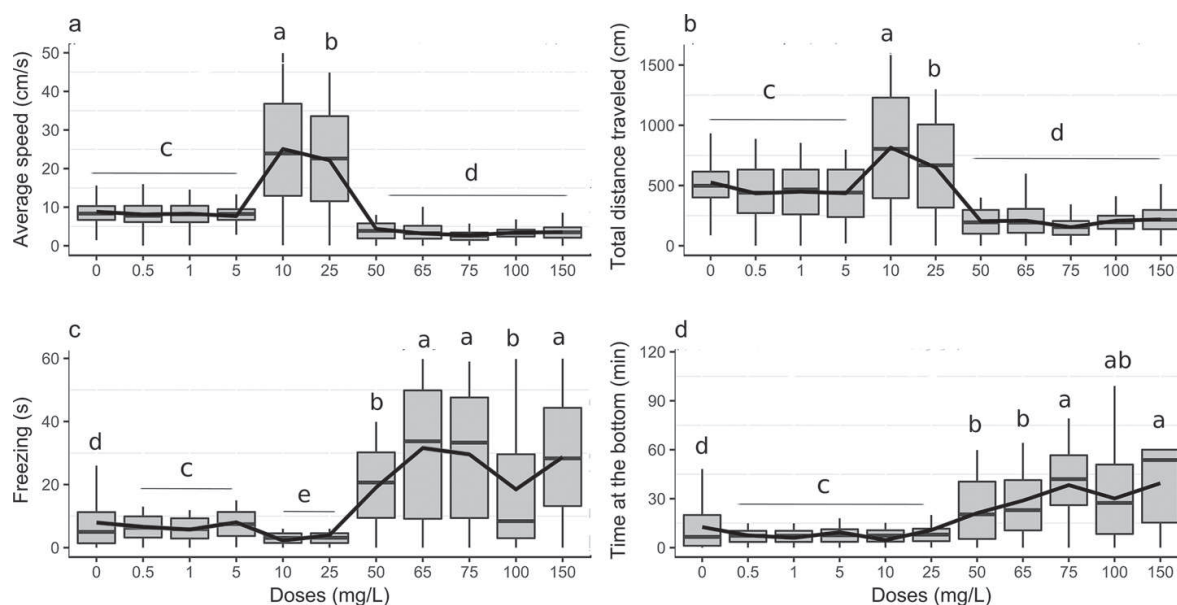 a
Average speed (cm/s)
50
40
30
20
10
0
c
a
b
d
0 0.5 1 5 10 25 50 65 75 100 150
b
Total distance traveled (cm)
1500
1000
500
0
c
a
b
d
0 0.5 1 5 10 25 50 65 75 100 150
c
Freezing (s)
60
40
20
0
d
c
e
b
a
a
b
a
0 0.5 1 5 10 25 50 65 75 100 150
Doses (mg/L)
d
Time at the bottom (min)
120
90
60
30
0
d
c
b
b
a
ab
a
0 0.5 1 5 10 25 50 65 75 100 150
Doses (mg/L)